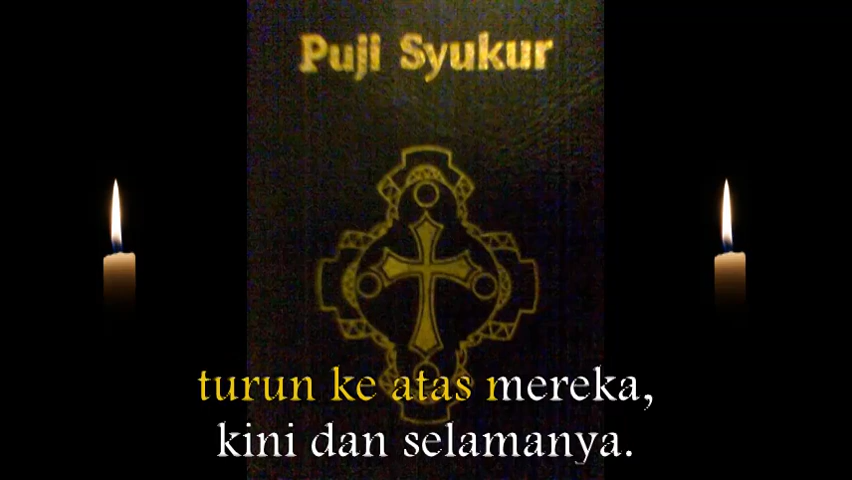 Puji Syukur
turun ke atas mereka,
kini dan selamanya.